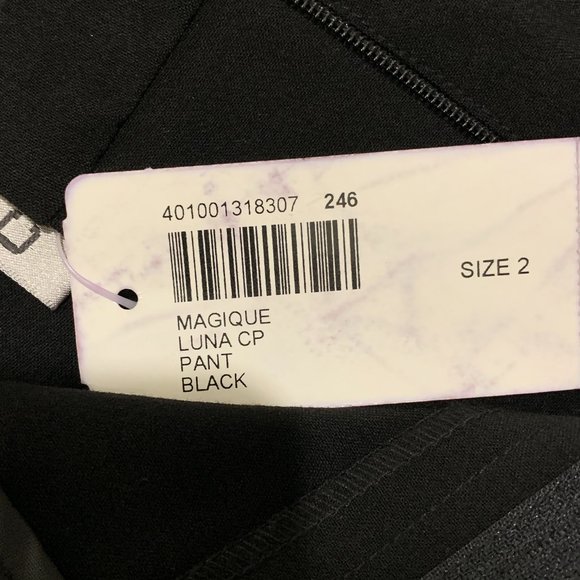 401001318307 246
SIZE 2
MAGIQUE
LUNA CP
PANT
BLACK